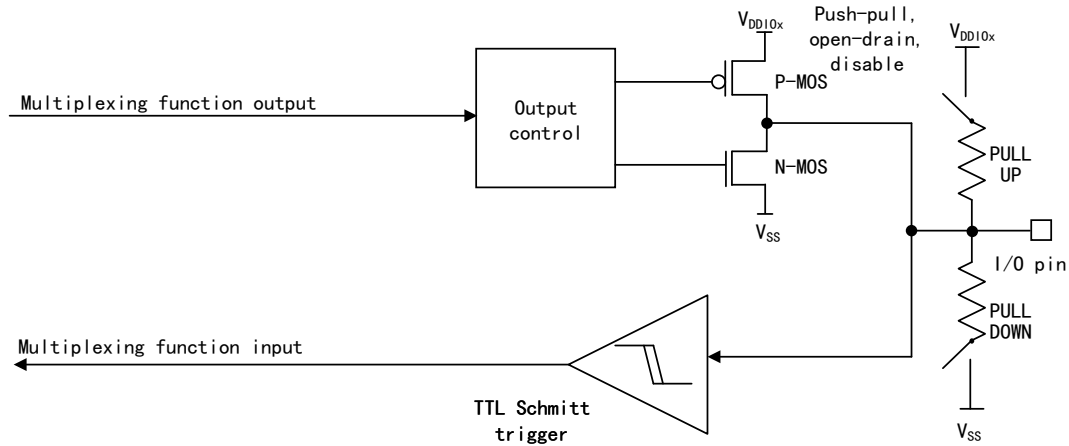 V_DDIOx
Push-pull,
open-drain,
disable
V_DDIOx
P-MOS
Multiplexing function output
Output
control
PULL
UP
N-MOS
V_SS
I/O pin
PULL
DOWN
Multiplexing function input
TTL Schmitt
trigger
V_SS